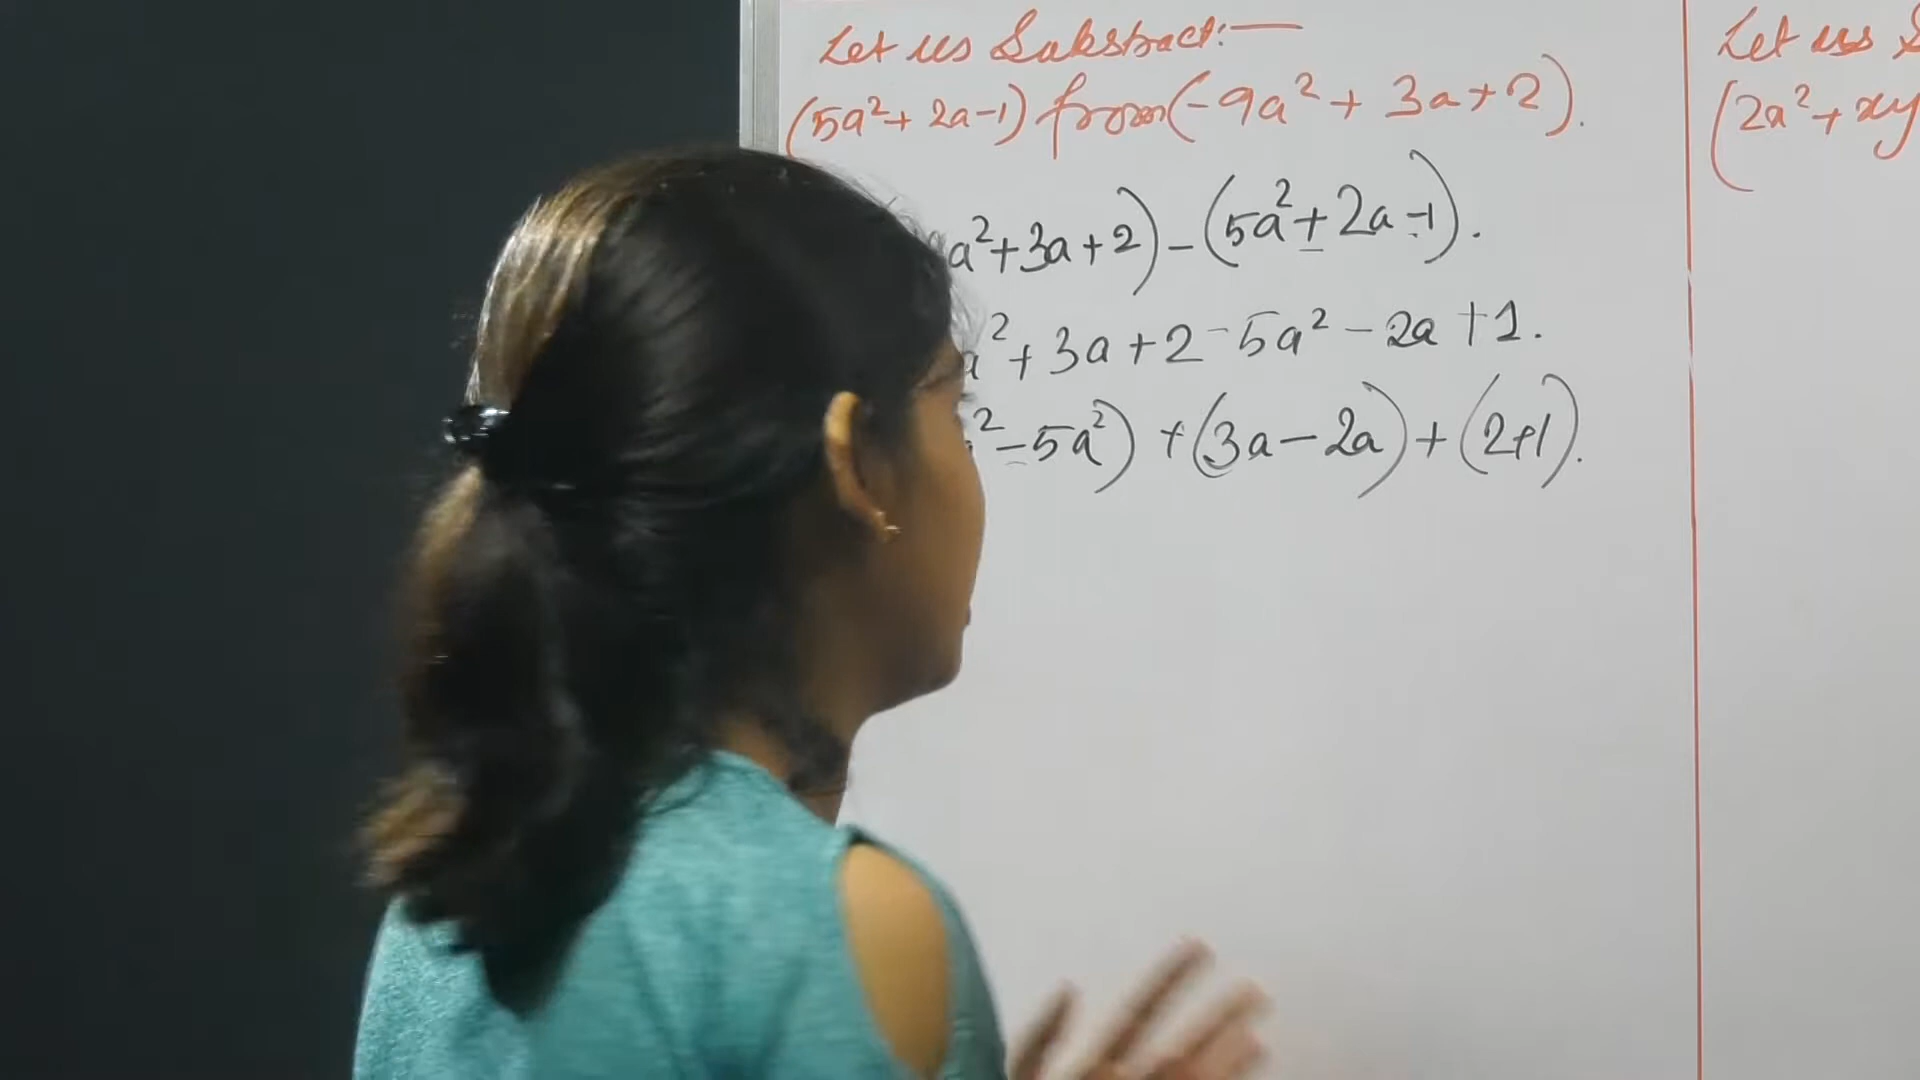 Let us Substract:—
(5a²+ 2a-1) from (-9a² + 3a+2).
a²+3a+2)-(5a²+2a-1).
a²+3a+2-5a²-2a+1.
²-5a²)+(3a-2a)+(2+1).
Let us
(2a²+xy